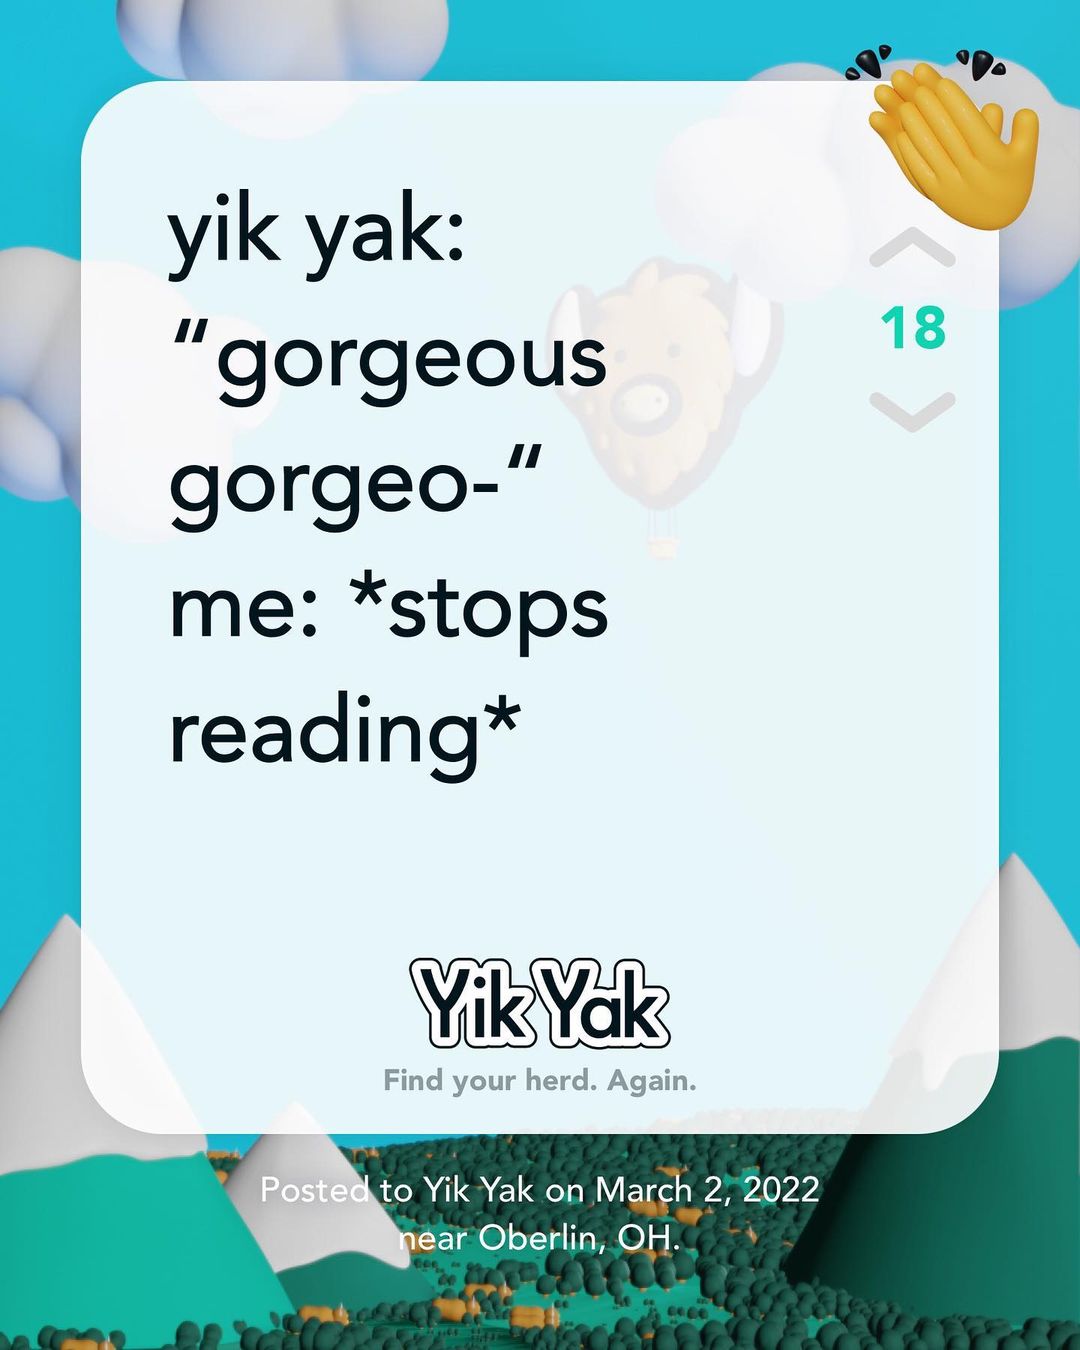 yik yak:
“gorgeous
gorgeo-“
me: *stops
reading*
18
Yik Yak
Find your herd. Again.
Posted to Yik Yak on March 2, 2022
near Oberlin, OH.